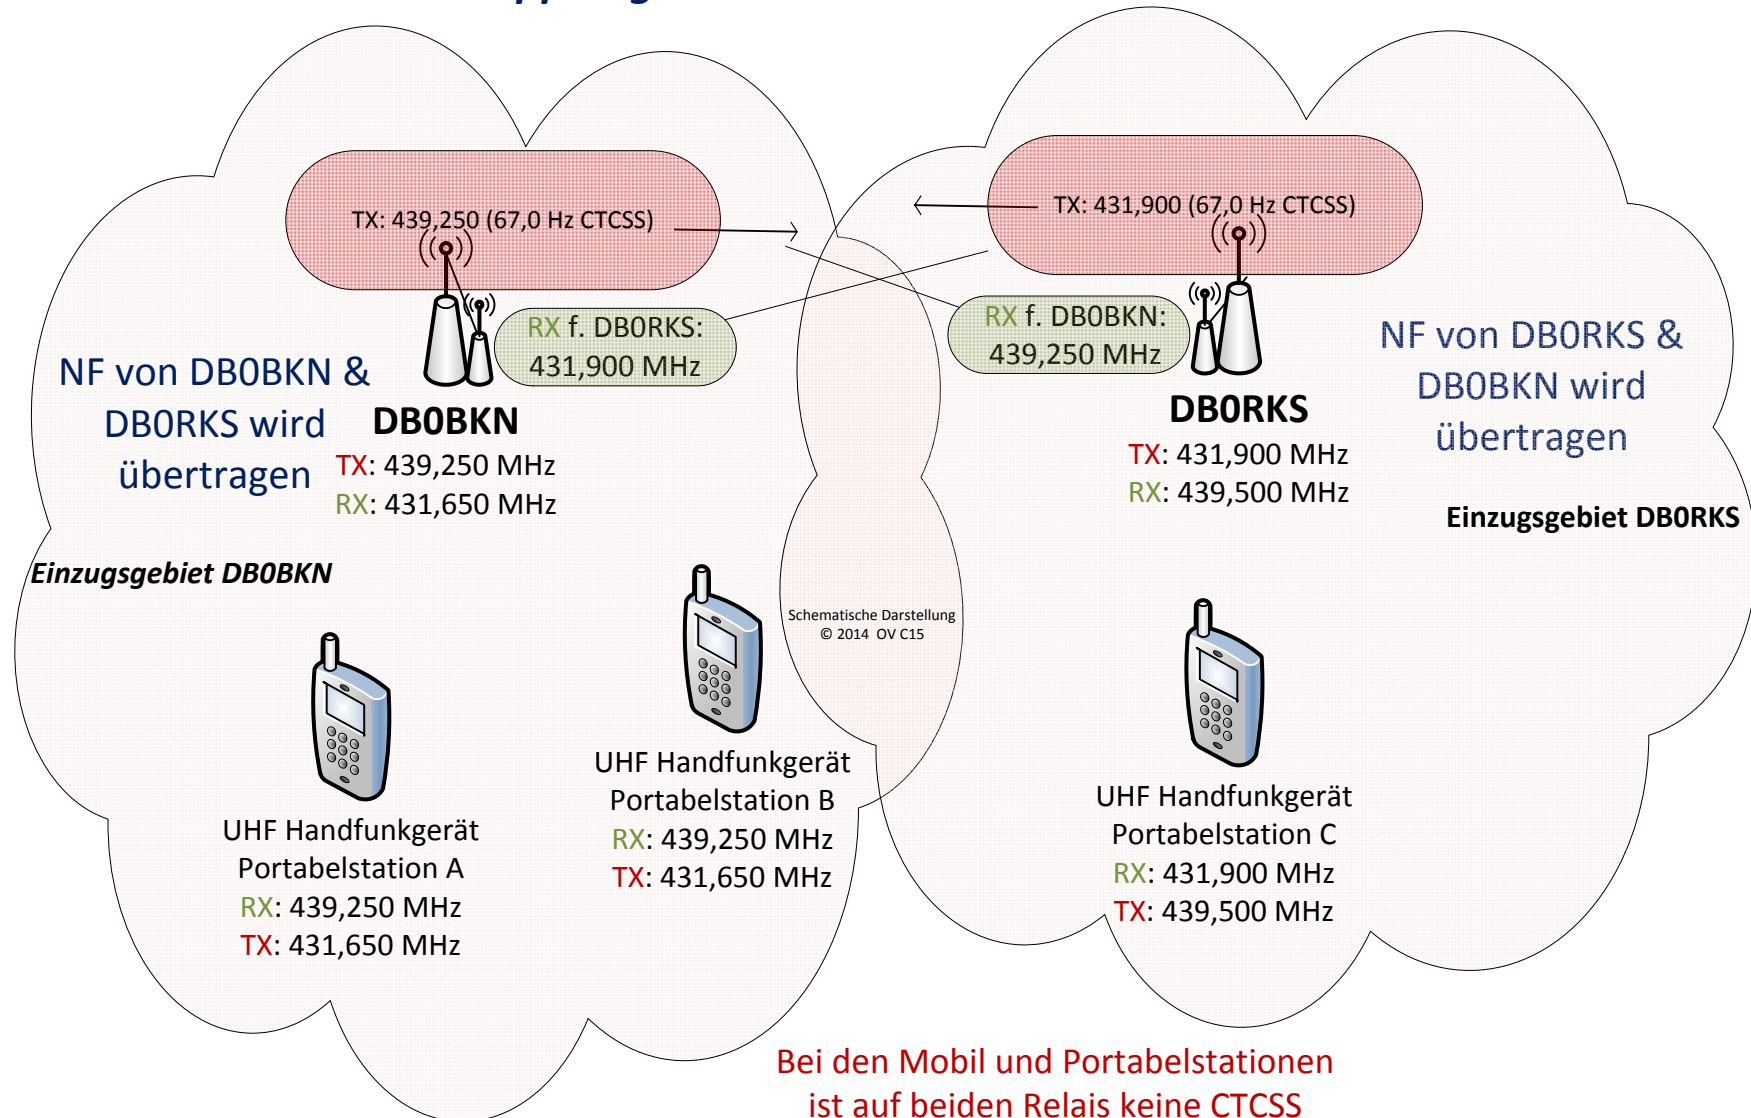 TX: 439,250 (67,0 Hz CTCSS)
TX: 431,900 (67,0 Hz CTCSS)
RX f. DB0RKS:
431,900 MHz
RX f. DB0BKN:
439,250 MHz
NF von DB0BKN &
DB0RKS wird
übertragen
DB0BKN
TX: 439,250 MHz
RX: 431,650 MHz
DB0RKS
TX: 431,900 MHz
RX: 439,500 MHz
NF von DB0RKS &
DB0BKN wird
übertragen
Einzugsgebiet DB0RKS
Einzugsgebiet DB0BKN
Schematische Darstellung
© 2014 OV C15
UHF Handfunkgerät
Portabelstation A
RX: 439,250 MHz
TX: 431,650 MHz
UHF Handfunkgerät
Portabelstation B
RX: 439,250 MHz
TX: 431,650 MHz
UHF Handfunkgerät
Portabelstation C
RX: 431,900 MHz
TX: 439,500 MHz
Bei den Mobil und Portabelstationen
ist auf beiden Relais keine CTCSS